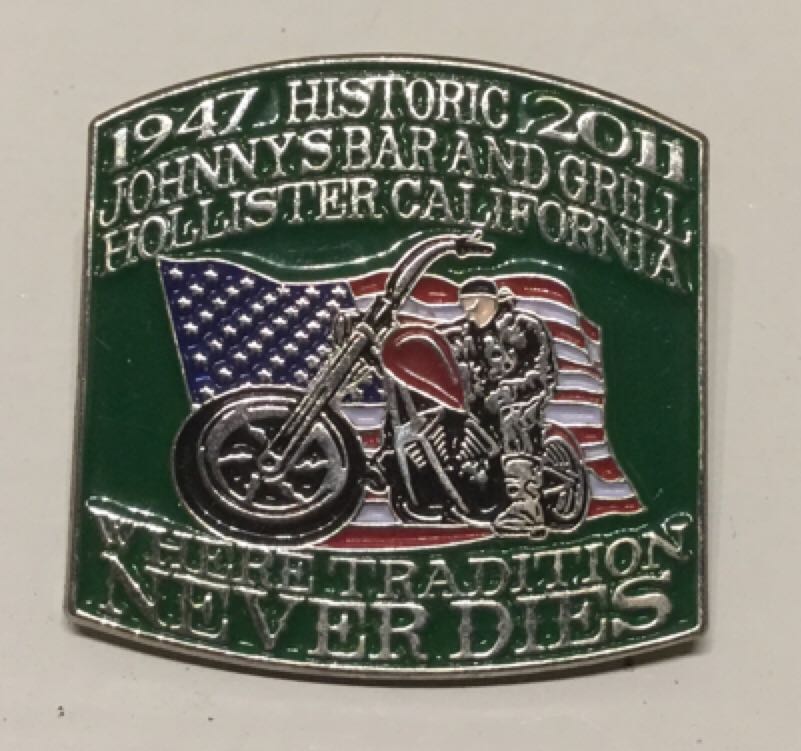 1947 HISTORIC 2011
JOHNNYS BAR AND GRILL
HOLLISTER CALIFORNIA
WHERE TRADITION
NEVER DIES